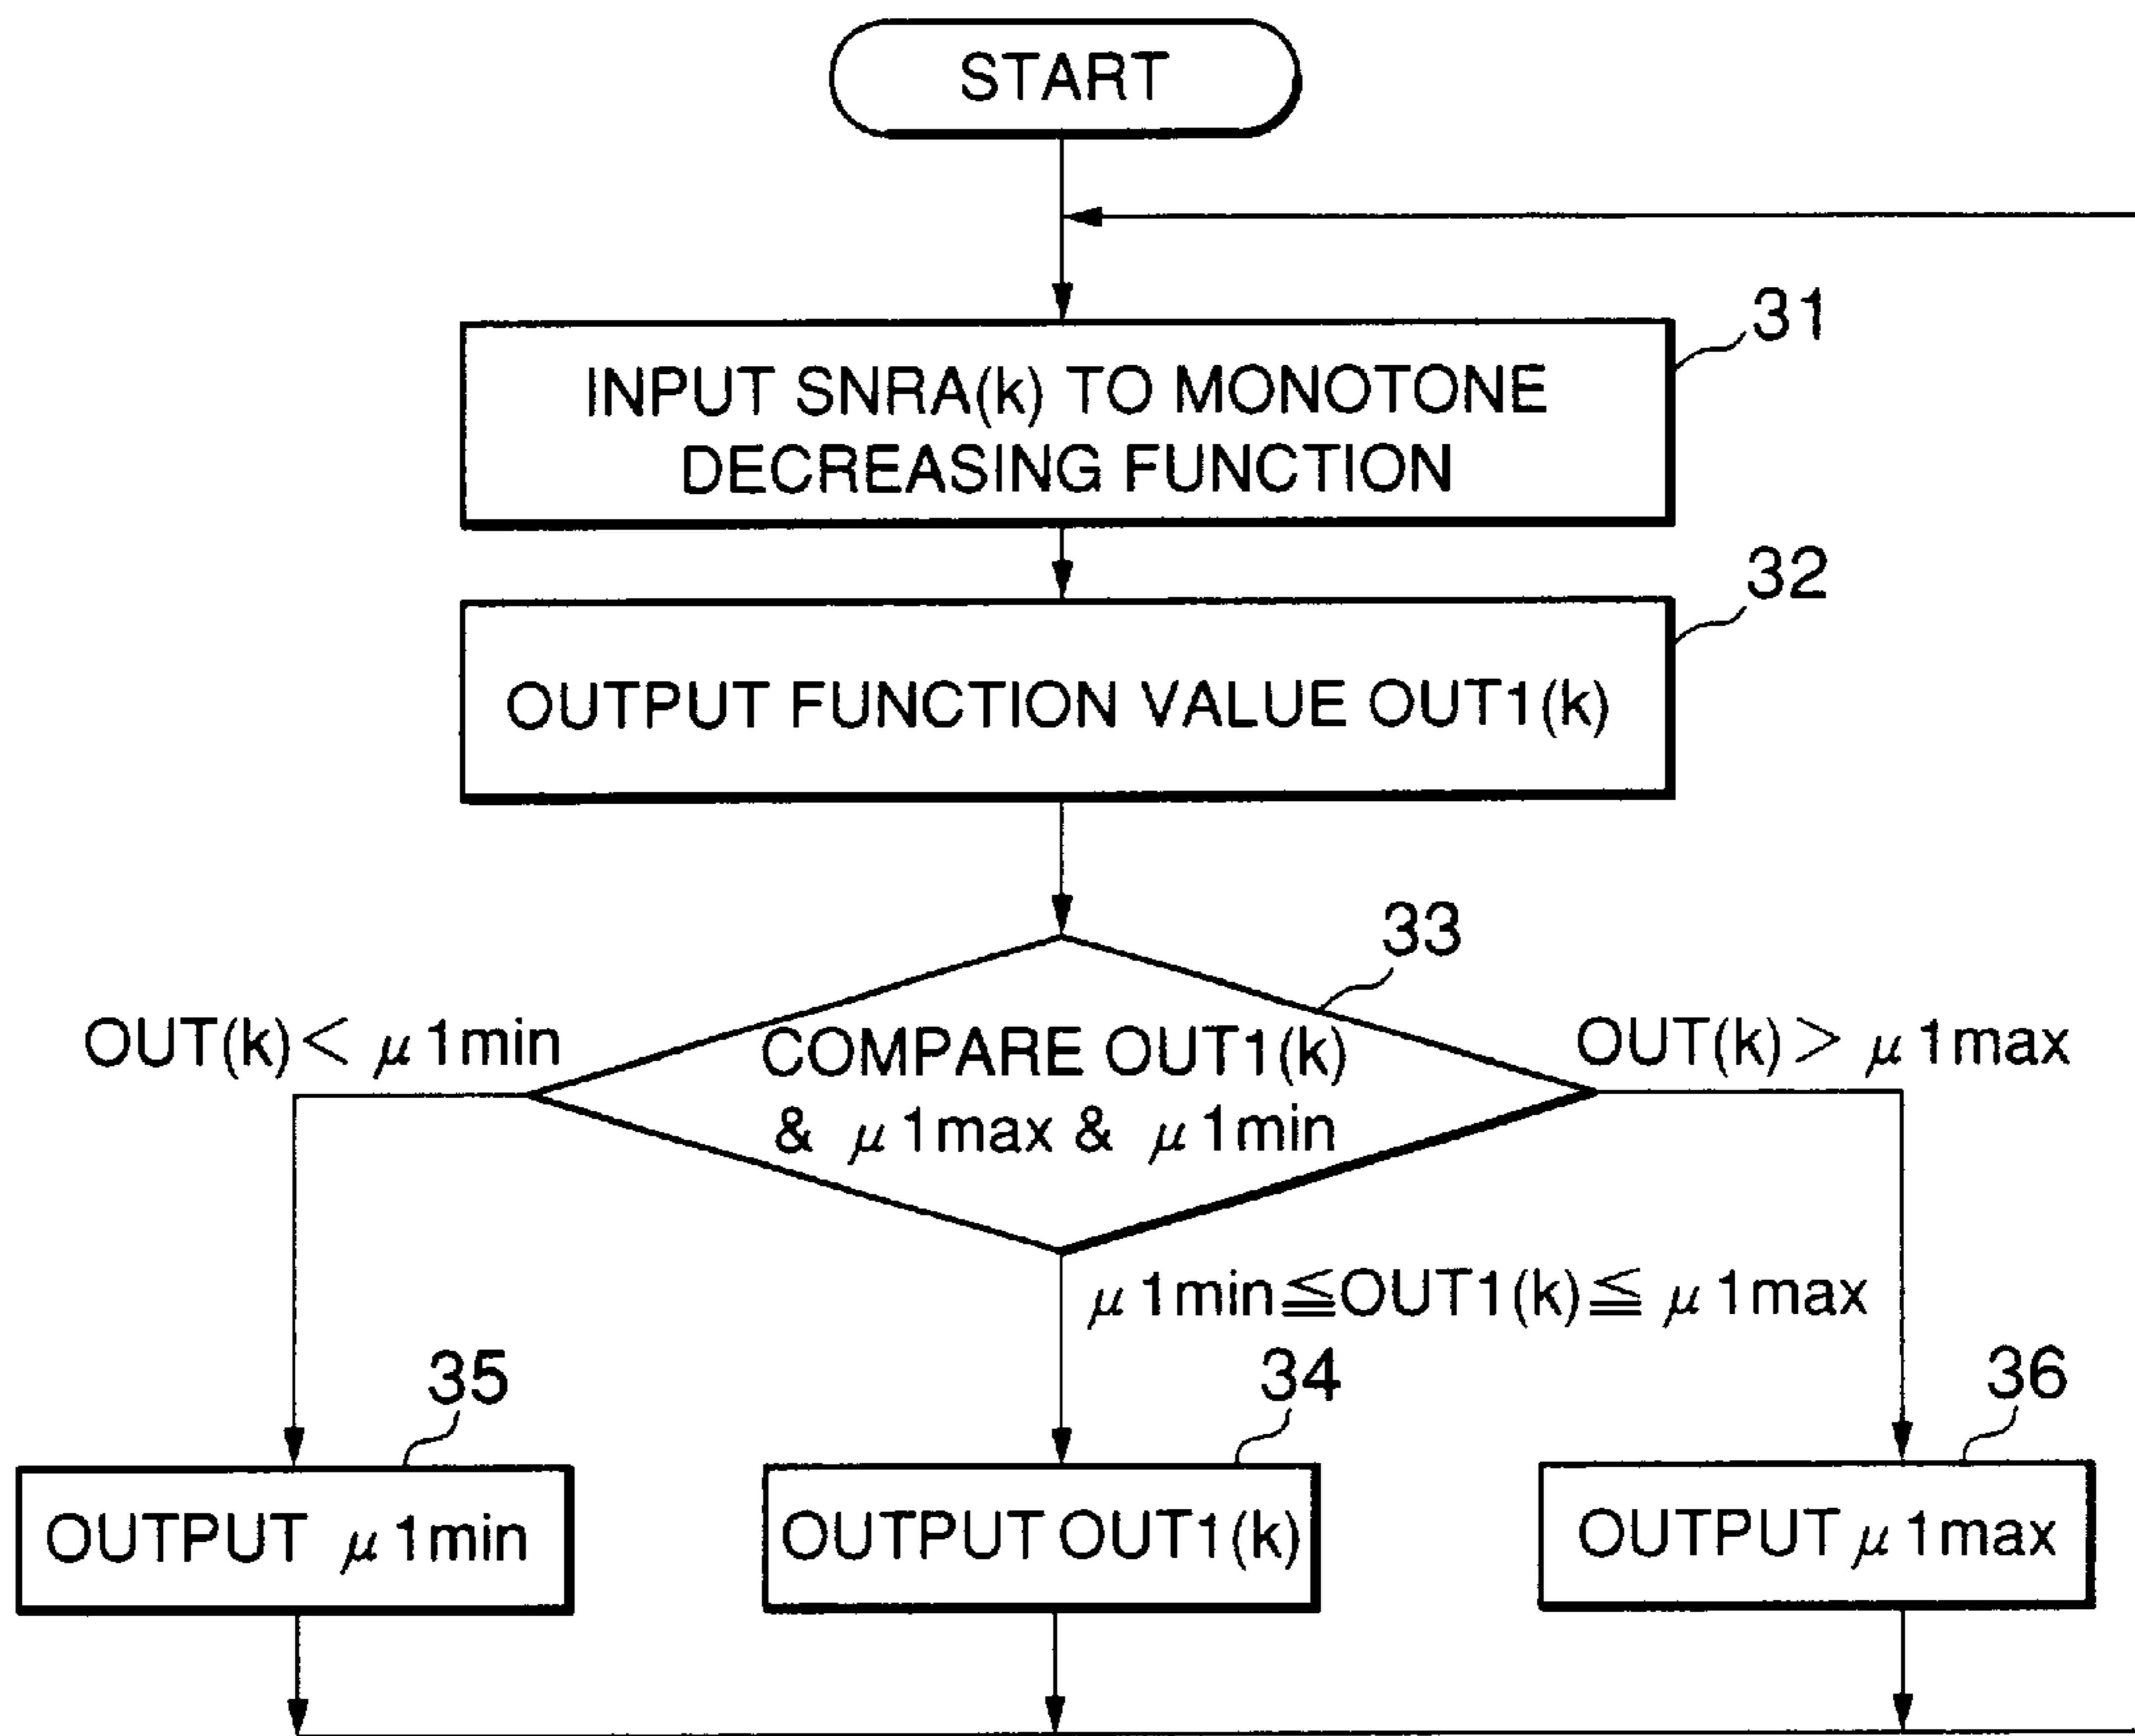 START
31
INPUT SNRA(k) TO MONOTONE
DECREASING FUNCTION
32
OUTPUT FUNCTION VALUE OUT1(k)
33
OUT(k)< μ1min
COMPARE OUT1(k)
& μ1max & μ1min
OUT(k)> μ1max
μ1min≦OUT1(k)≦ μ1max
35
34
36
OUTPUT μ1min
OUTPUT OUT1(k)
OUTPUT μ1max